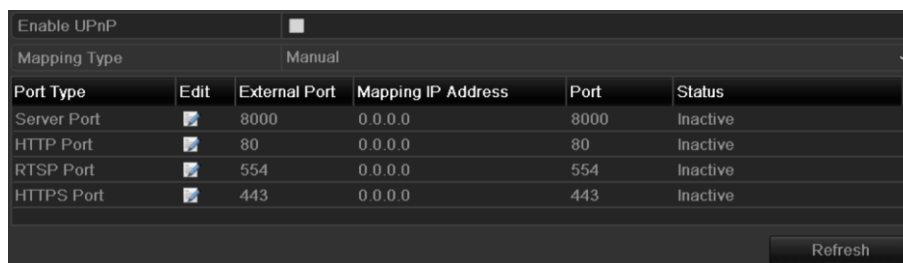 Enable UPnP
Mapping Type Manual
Port Type Edit External Port Mapping IP Address Port Status
Server Port 8000 0.0.0.0 8000 Inactive
HTTP Port 80 0.0.0.0 80 Inactive
RTSP Port 554 0.0.0.0 554 Inactive
HTTPS Port 443 0.0.0.0 443 Inactive
Refresh